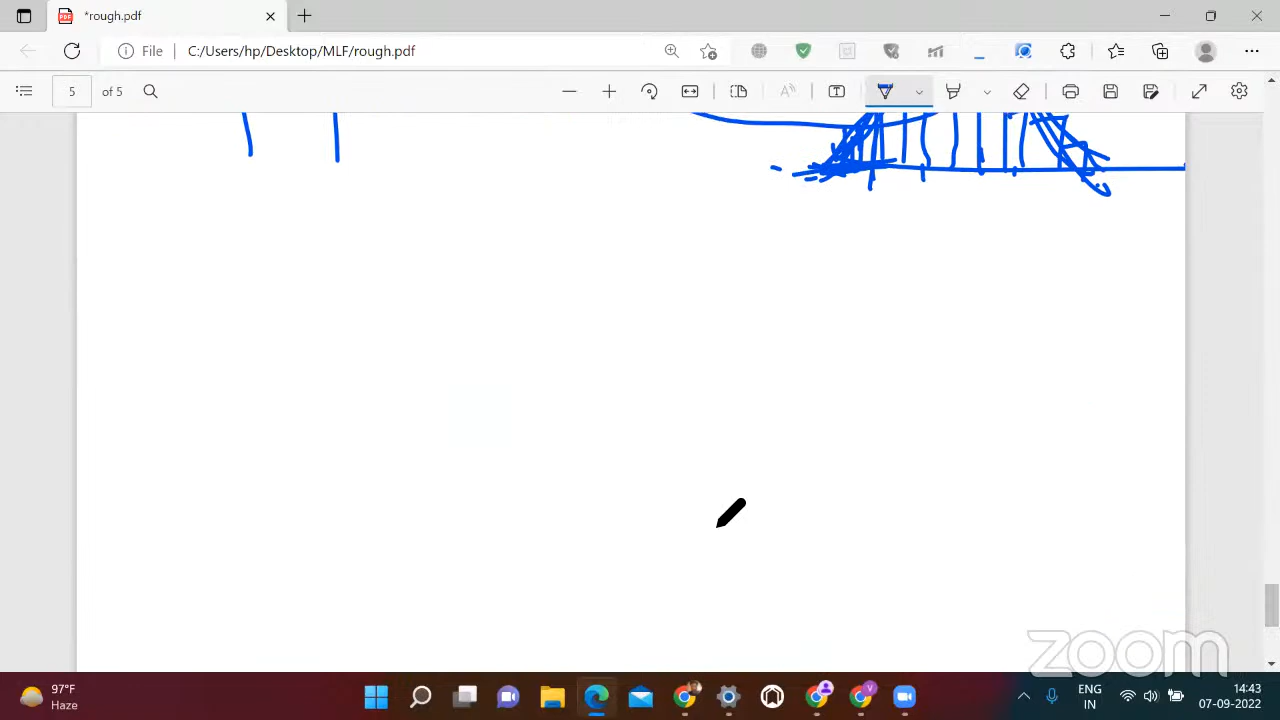 *rough.pdf
File C:/Users/hp/Desktop/MLF/rough.pdf
5 of 5
zoom
97°F
Haze
ENG
IN
14:43
07-09-2022